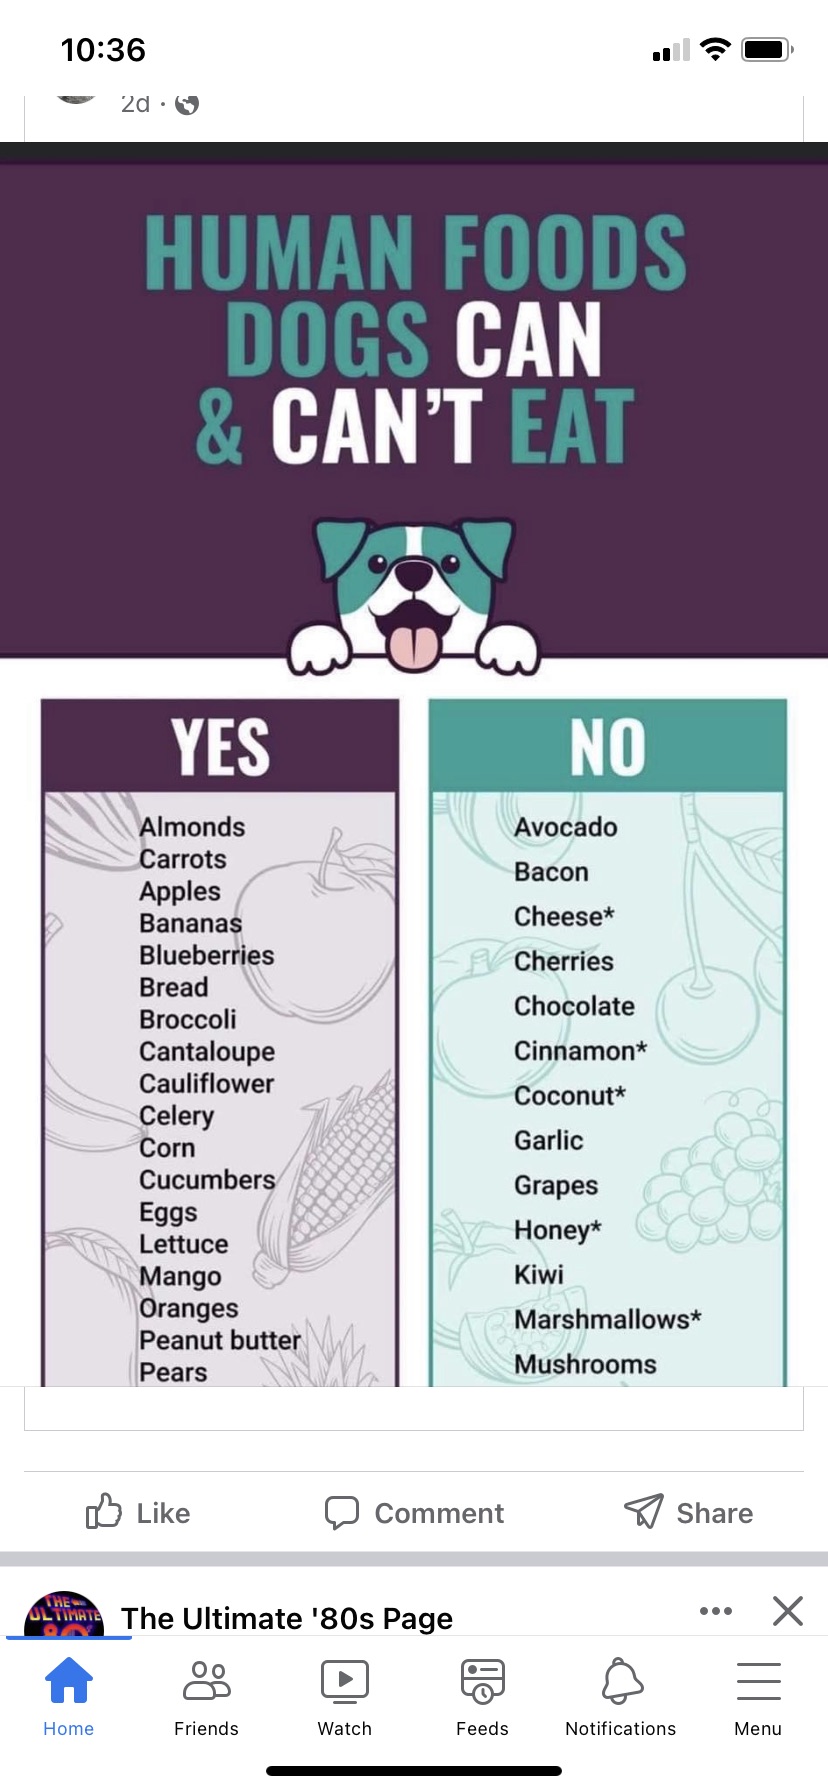 10:36
2d ·
HUMAN FOODS
DOGS CAN
& CAN'T EAT
YES
Almonds
Carrots
Apples
Bananas
Blueberries
Bread
Broccoli
Cantaloupe
Cauliflower
Celery
Corn
Cucumbers
Eggs
Lettuce
Mango
Oranges
Peanut butter
Pears
NO
Avocado
Bacon
Cheese*
Cherries
Chocolate
Cinnamon*
Coconut*
Garlic
Grapes
Honey*
Kiwi
Marshmallows*
Mushrooms
Like Comment Share
THE
ULTIMATE
80
The Ultimate '80s Page
Home Friends Watch Feeds Notifications Menu